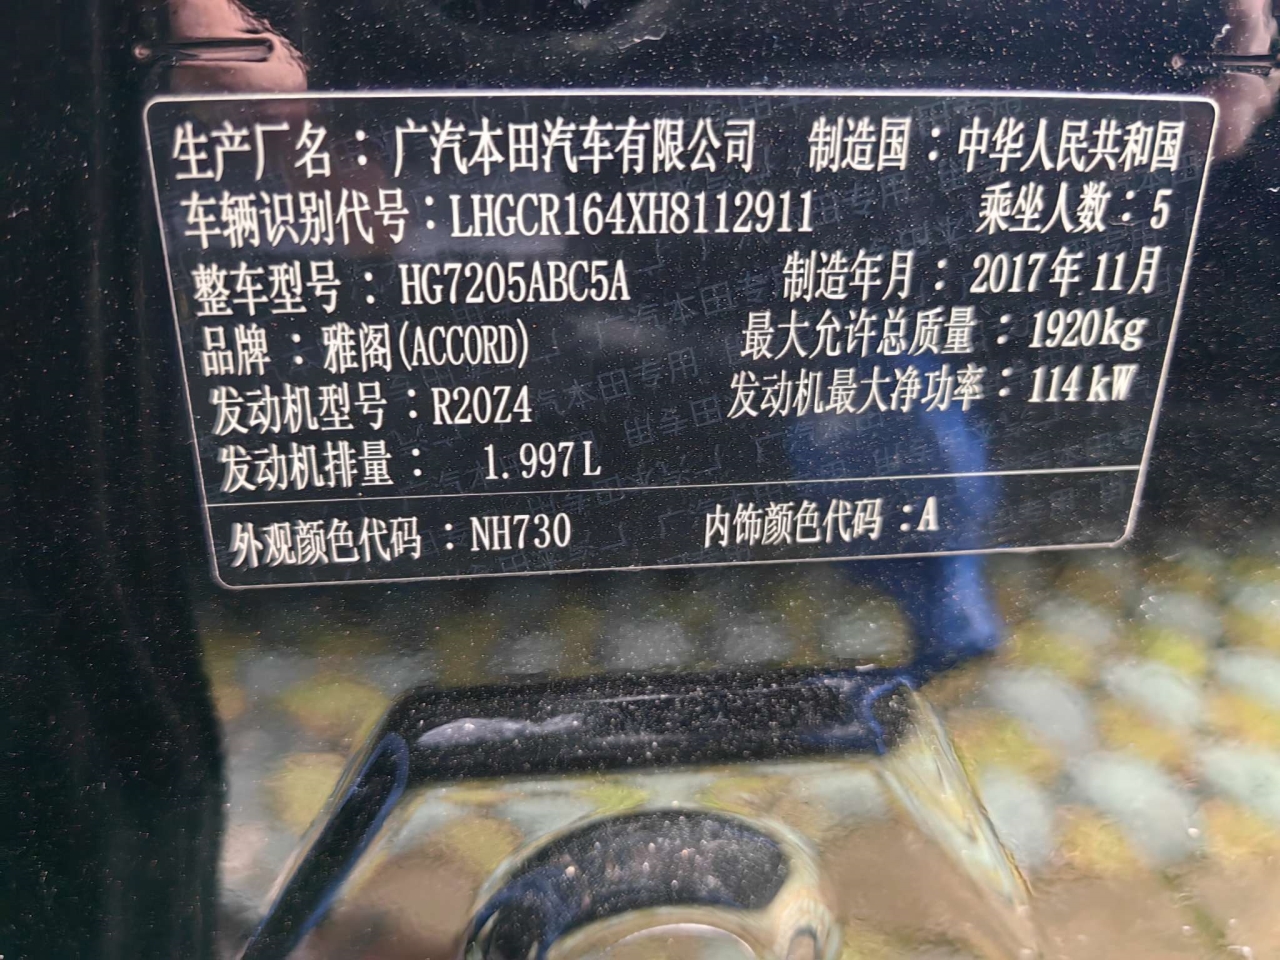 生产厂名：广汽本田汽车有限公司 制造国：中华人民共和国
车辆识别代号：LHGCR164XH8112911 乘坐人数：5
整车型号：HG7205ABC5A 制造年月：2017年11月
品牌：雅阁(ACCORD) 最大允许总质量：1920kg
发动机型号：R20Z4 发动机最大净功率：114kW
发动机排量：1.997L
外观颜色代码：NH730 内饰颜色代码：A